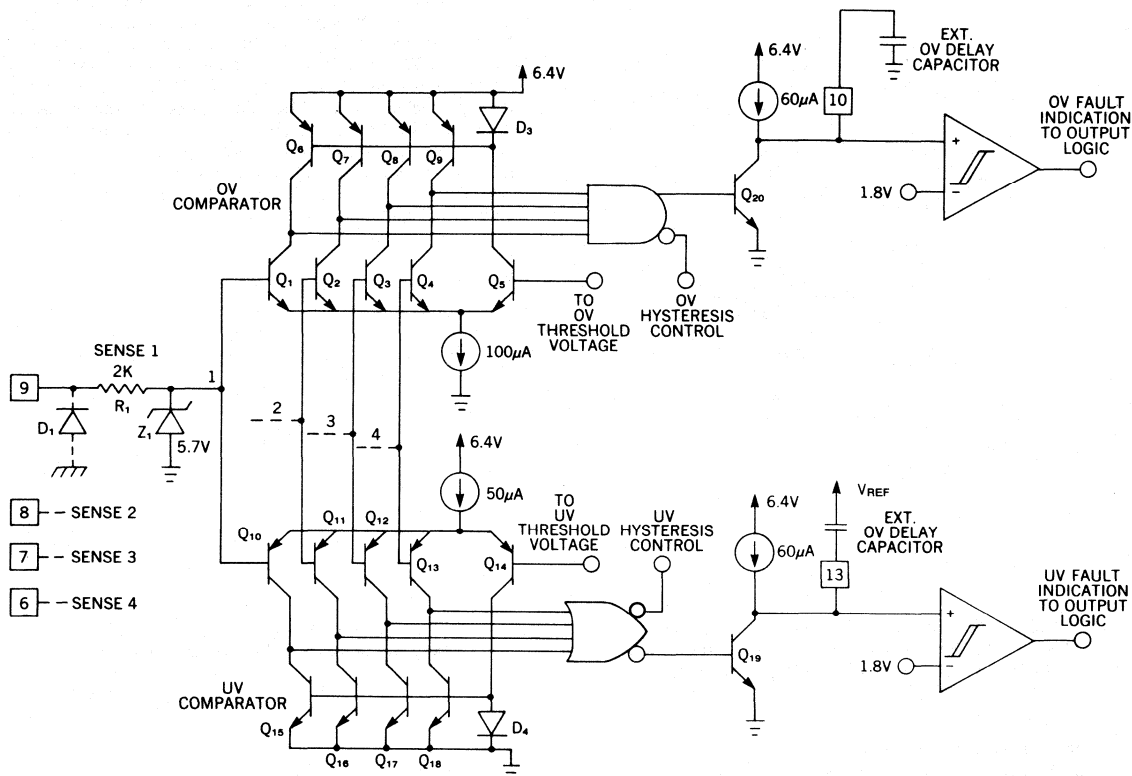 6.4V
Q6
Q7
Q8
Q9
D3
OV
COMPARATOR
Q1
Q2
Q3
Q4
Q5
TO
OV
THRESHOLD
VOLTAGE
OV
HYSTERESIS
CONTROL
100µA
6.4V
60µA
10
EXT.
OV DELAY
CAPACITOR
Q20
1.8V
+
−
OV FAULT
INDICATION
TO OUTPUT
LOGIC
SENSE 1
2K
R1
9
D1
Z1
5.7V
1
2
3
4
8 SENSE 2
7 SENSE 3
6 SENSE 4
6.4V
50µA
Q10
Q11
Q12
Q13
Q14
TO
UV
THRESHOLD
VOLTAGE
UV
HYSTERESIS
CONTROL
UV
COMPARATOR
Q15
Q16
Q17
Q18
D4
6.4V
60µA
VREF
EXT.
OV DELAY
CAPACITOR
13
Q19
1.8V
+
−
UV FAULT
INDICATION
TO OUTPUT
LOGIC